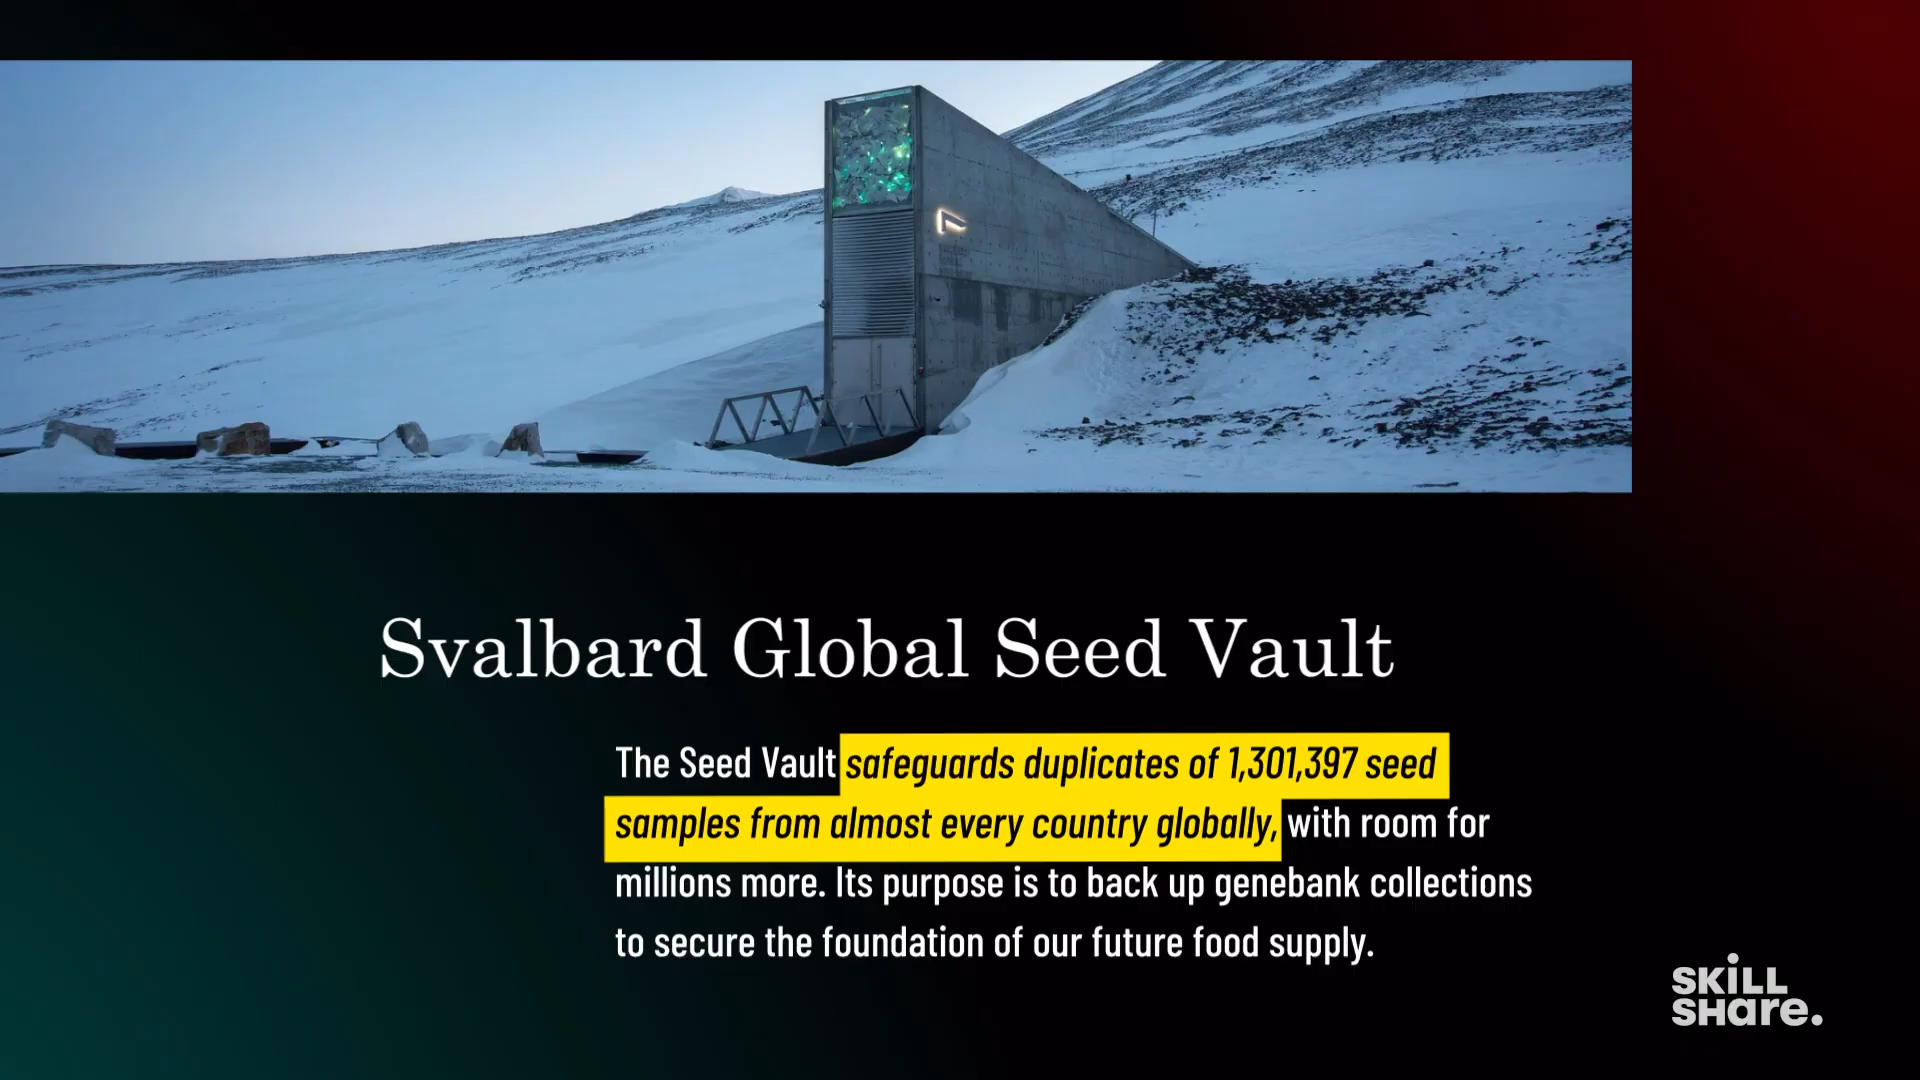 Svalbard Global Seed Vault
The Seed Vault safeguards duplicates of 1,301,397 seed
samples from almost every country globally, with room for
millions more. Its purpose is to back up genebank collections
to secure the foundation of our future food supply.
SKiLL
SHare.